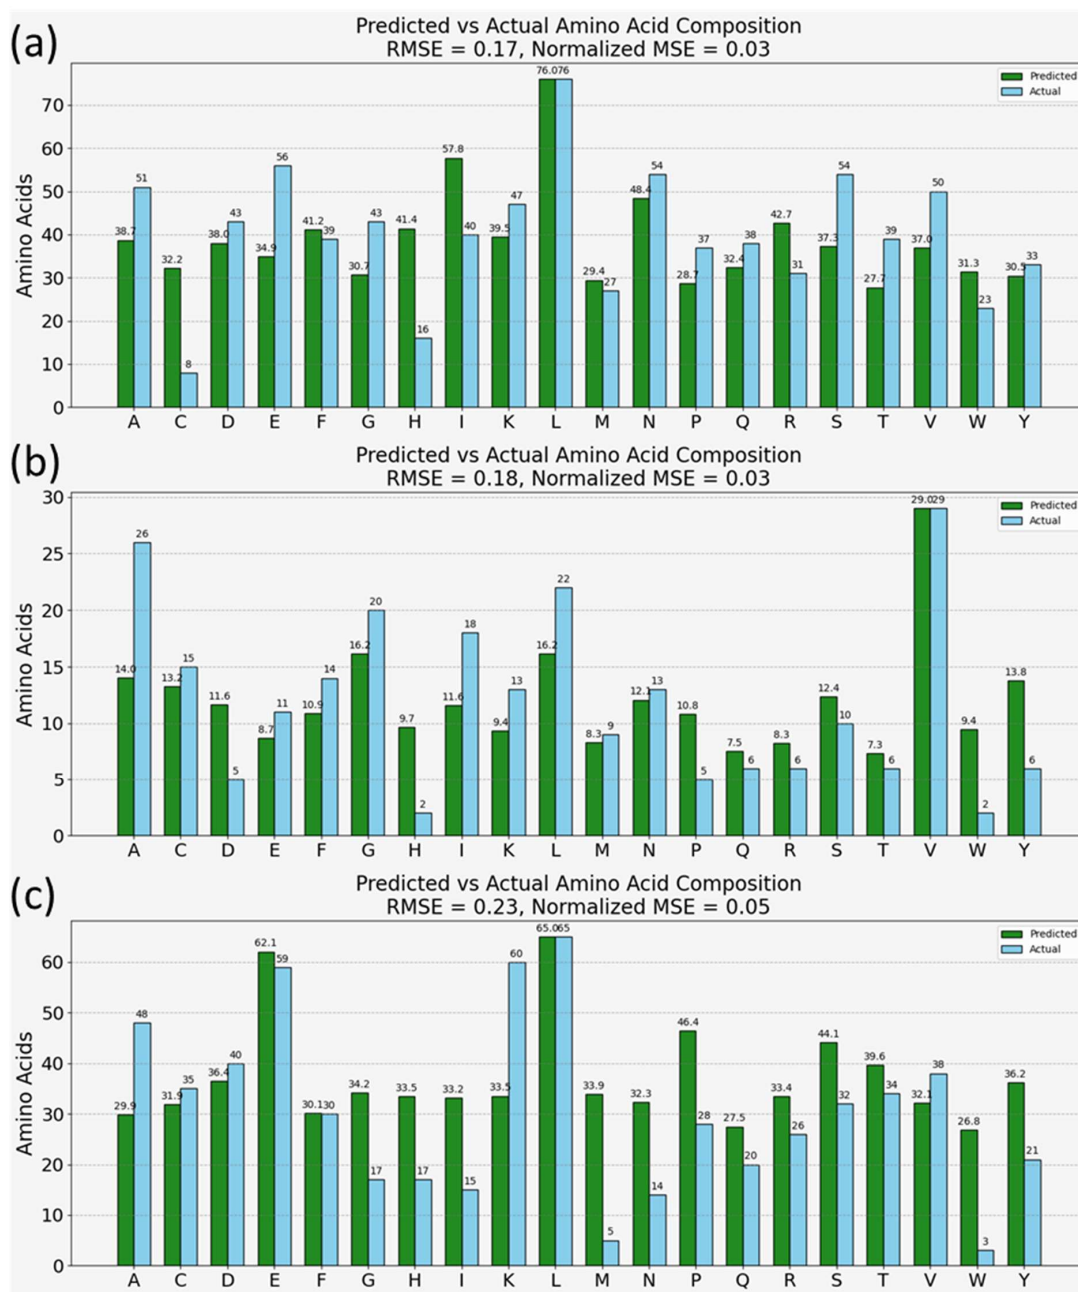 (a)
Predicted vs Actual Amino Acid Composition
RMSE = 0.17, Normalized MSE = 0.03
Predicted
Actual
Amino Acids
70
60
50
40
30
20
10
0
38.7 51 32.2 8 38.0 43 34.9 56 41.2 39 30.7 43 41.4 16 57.8 40 39.5 47 76.0 76 29.4 27 48.4 54 28.7 37 32.4 38 42.7 31 37.3 54 27.7 39 37.0 50 31.3 23 30.5 33
A C D E F G H I K L M N P Q R S T V W Y
(b)
Predicted vs Actual Amino Acid Composition
RMSE = 0.18, Normalized MSE = 0.03
Predicted
Actual
Amino Acids
30
25
20
15
10
5
0
14.0 26 13.2 15 11.6 5 8.7 11 10.9 14 16.2 20 9.7 2 11.6 18 9.4 13 16.2 22 8.3 9 12.1 13 10.8 5 7.5 6 8.3 6 12.4 10 7.3 6 29.0 29 9.4 2 13.8 6
A C D E F G H I K L M N P Q R S T V W Y
(c)
Predicted vs Actual Amino Acid Composition
RMSE = 0.23, Normalized MSE = 0.05
Predicted
Actual
Amino Acids
60
50
40
30
20
10
0
29.9 48 31.9 35 36.4 40 62.1 59 30.1 30 34.2 17 33.5 17 33.2 15 33.5 60 65.0 65 33.9 5 32.3 14 46.4 28 27.5 20 33.4 26 44.1 32 39.6 34 32.1 38 26.8 3 36.2 21
A C D E F G H I K L M N P Q R S T V W Y